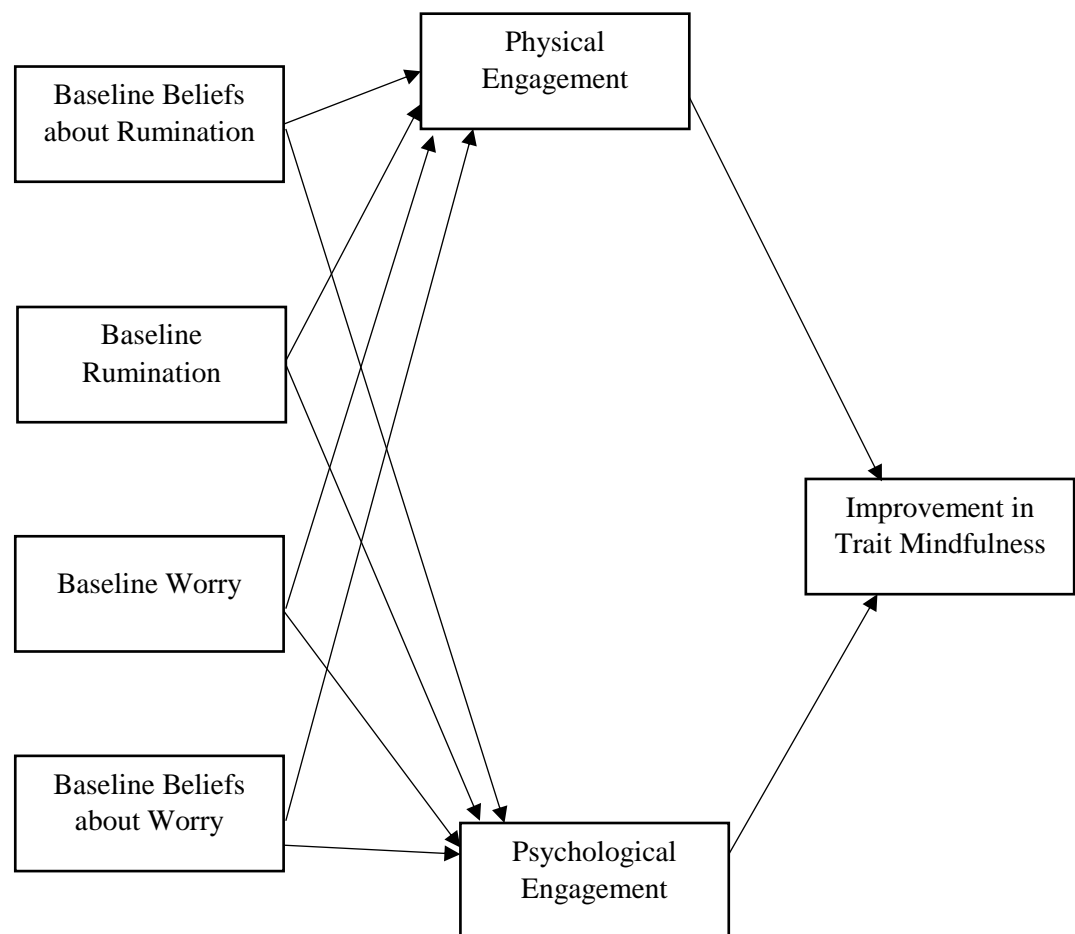 Physical
Engagement
Baseline Beliefs
about Rumination
Baseline
Rumination
Improvement in
Trait Mindfulness
Baseline Worry
Baseline Beliefs
about Worry
Psychological
Engagement